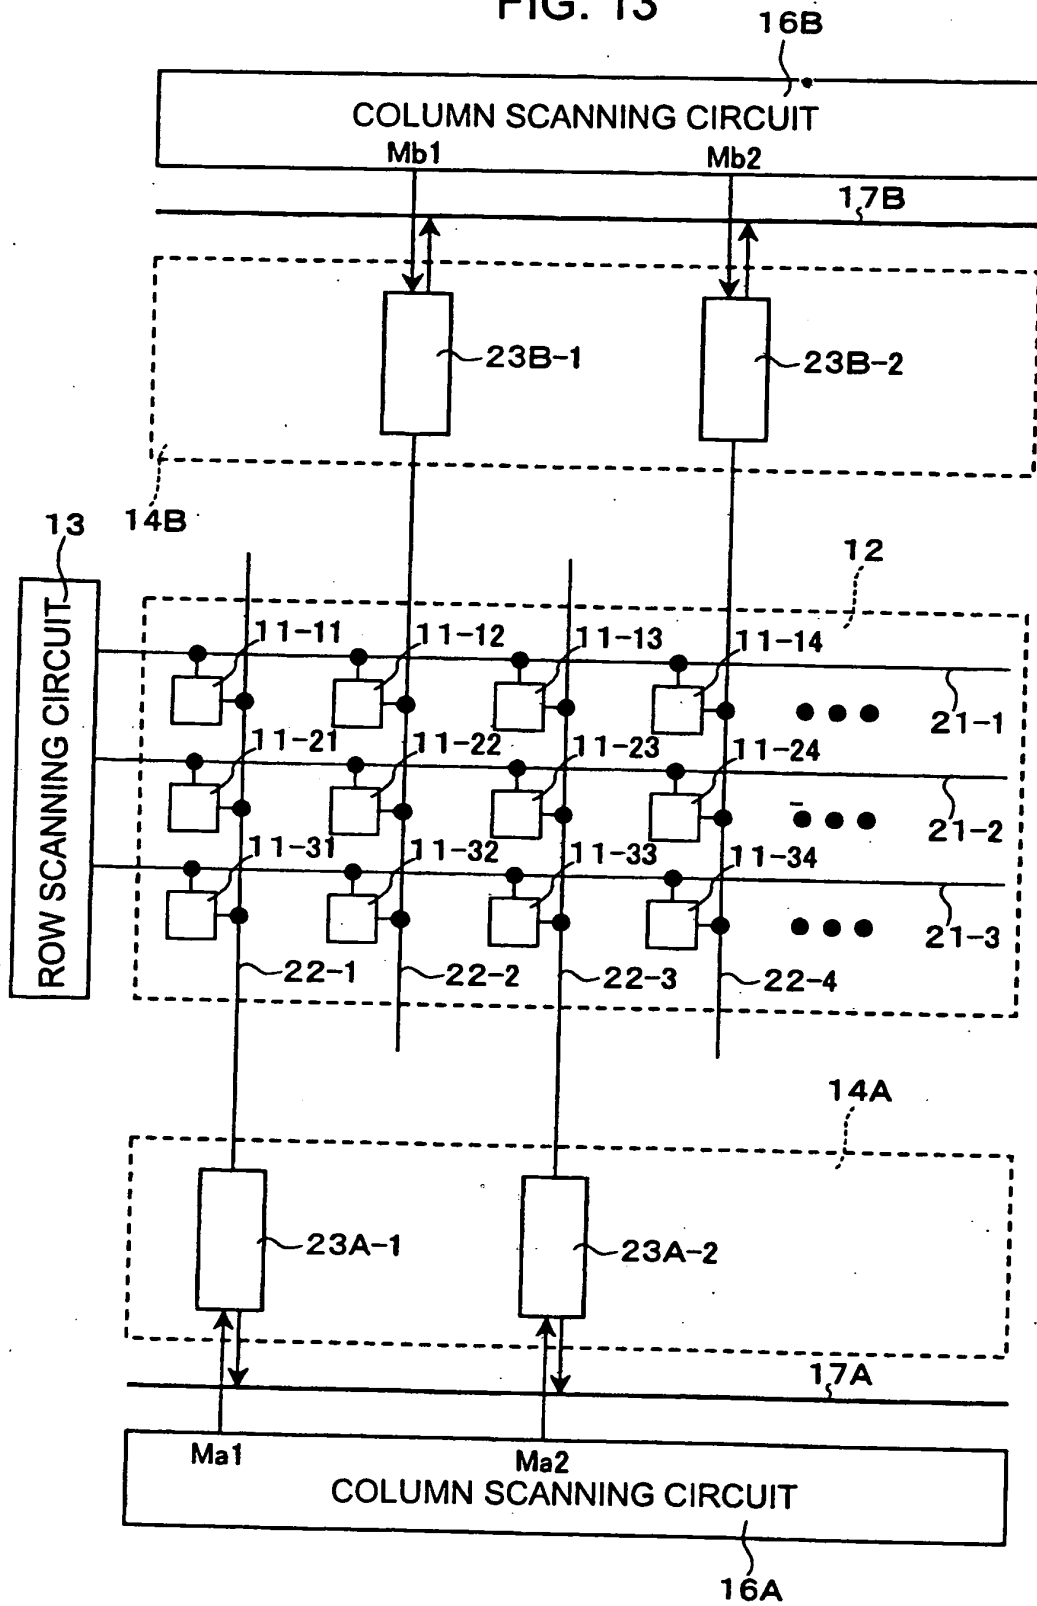 FIG. 13
16B
COLUMN SCANNING CIRCUIT
Mb1
Mb2
17B
23B-1
23B-2
14B
13
12
ROW SCANNING CIRCUIT
11-11
11-12
11-13
11-14
21-1
11-21
11-22
11-23
11-24
21-2
11-31
11-32
11-33
11-34
21-3
22-1
22-2
22-3
22-4
14A
23A-1
23A-2
17A
Ma1
Ma2
COLUMN SCANNING CIRCUIT
16A